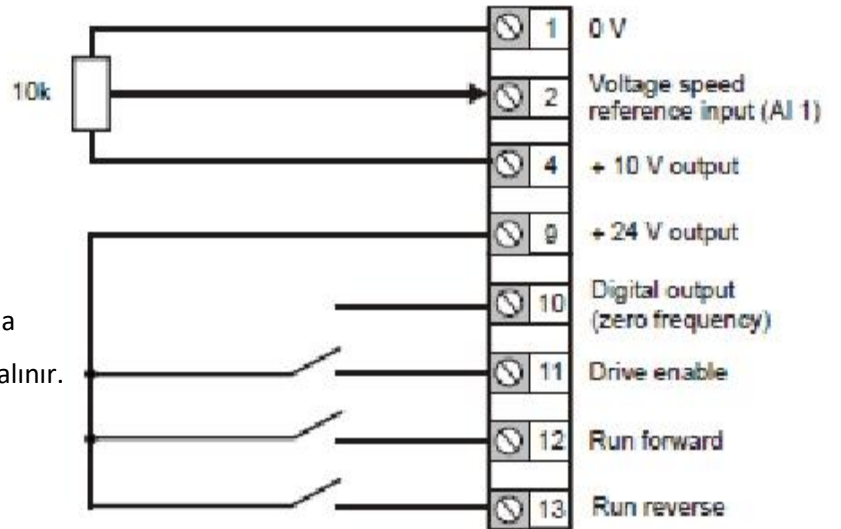 1 0 V
10k
2 Voltage speed
reference input (AI 1)
4 + 10 V output
9 + 24 V output
10 Digital output
(zero frequency)
a
alınır.
11 Drive enable
12 Run forward
13 Run reverse